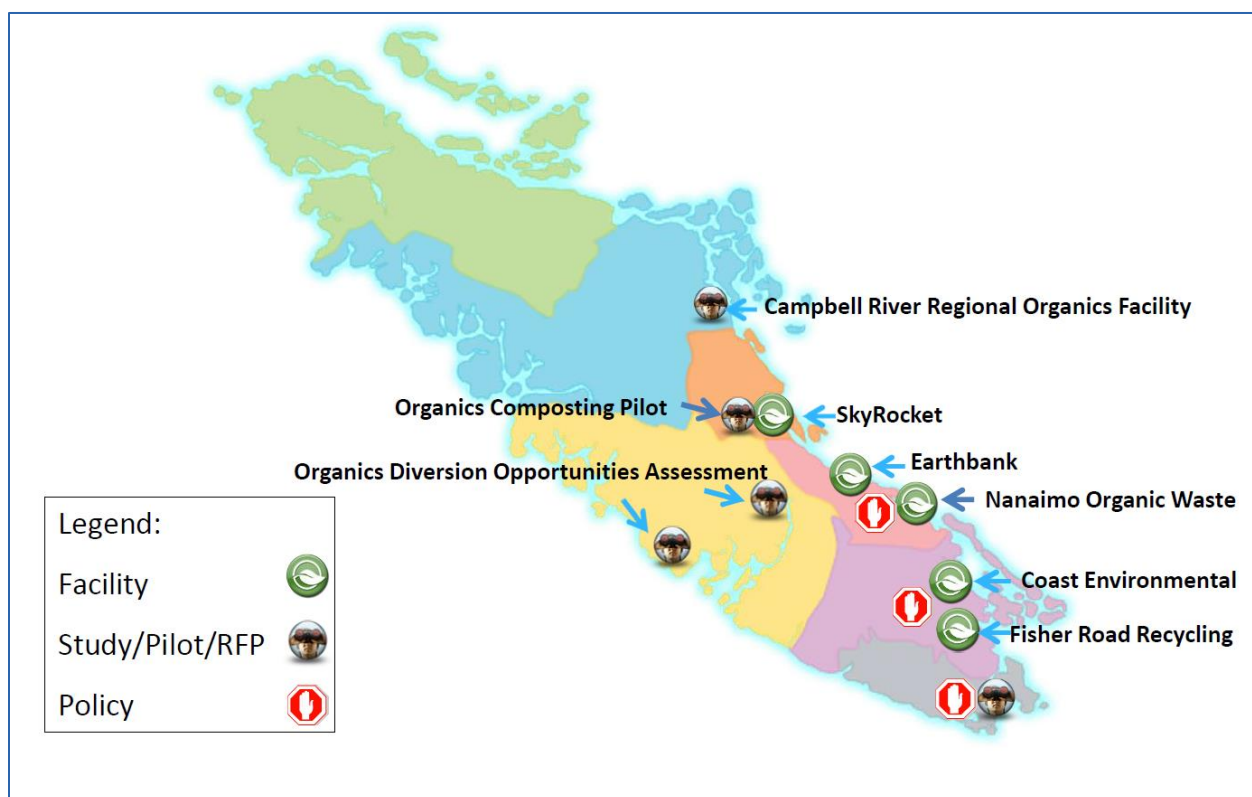 Campbell River Regional Organics Facility
Organics Composting Pilot
SkyRocket
Earthbank
Organics Diversion Opportunities Assessment
Nanaimo Organic Waste
Legend:
Facility
Study/Pilot/RFP
Policy
Coast Environmental
Fisher Road Recycling